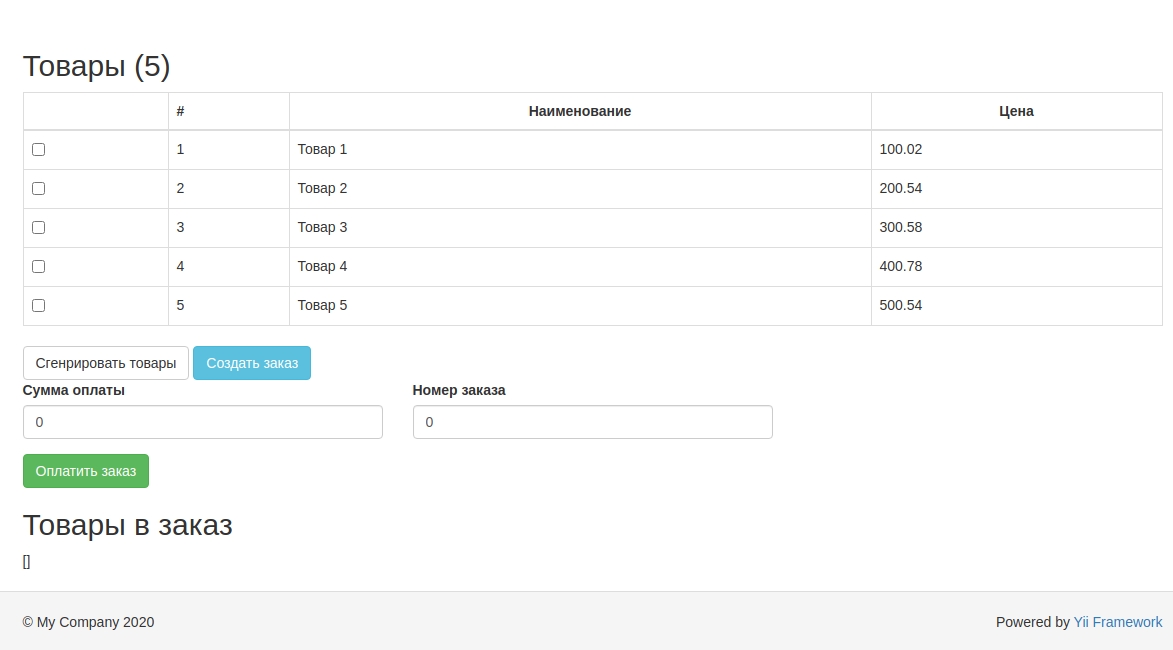 Товары (5)
# Наименование Цена
1 Товар 1 100.02
2 Товар 2 200.54
3 Товар 3 300.58
4 Товар 4 400.78
5 Товар 5 500.54
Сгенрировать товары Создать заказ
Сумма оплаты Номер заказа
0 0
Оплатить заказ
Товары в заказ
[]
© My Company 2020 Powered by Yii Framework